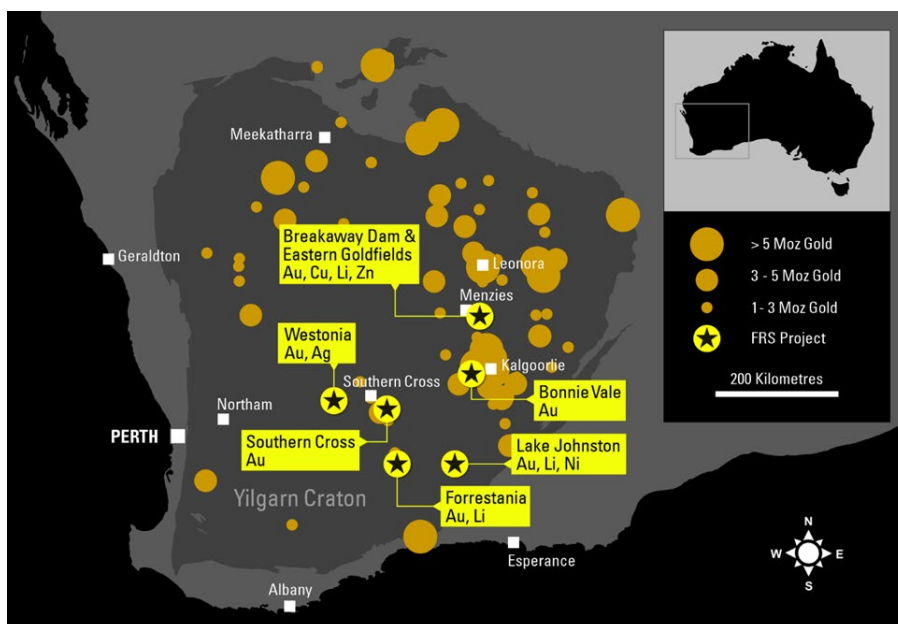 Meekatharra
Geraldton
Breakaway Dam &
Eastern Goldfields
Au, Cu, Li, Zn
Leonora
Menzies
Westonia
Au, Ag
Southern Cross
Kalgoorlie
Bonnie Vale
Au
Northam
PERTH
Southern Cross
Au
Lake Johnston
Au, Li, Ni
Forrestania
Au, Li
Yilgarn Craton
Esperance
Albany
> 5 Moz Gold
3 - 5 Moz Gold
1- 3 Moz Gold
FRS Project
200 Kilometres
N
W
E
S